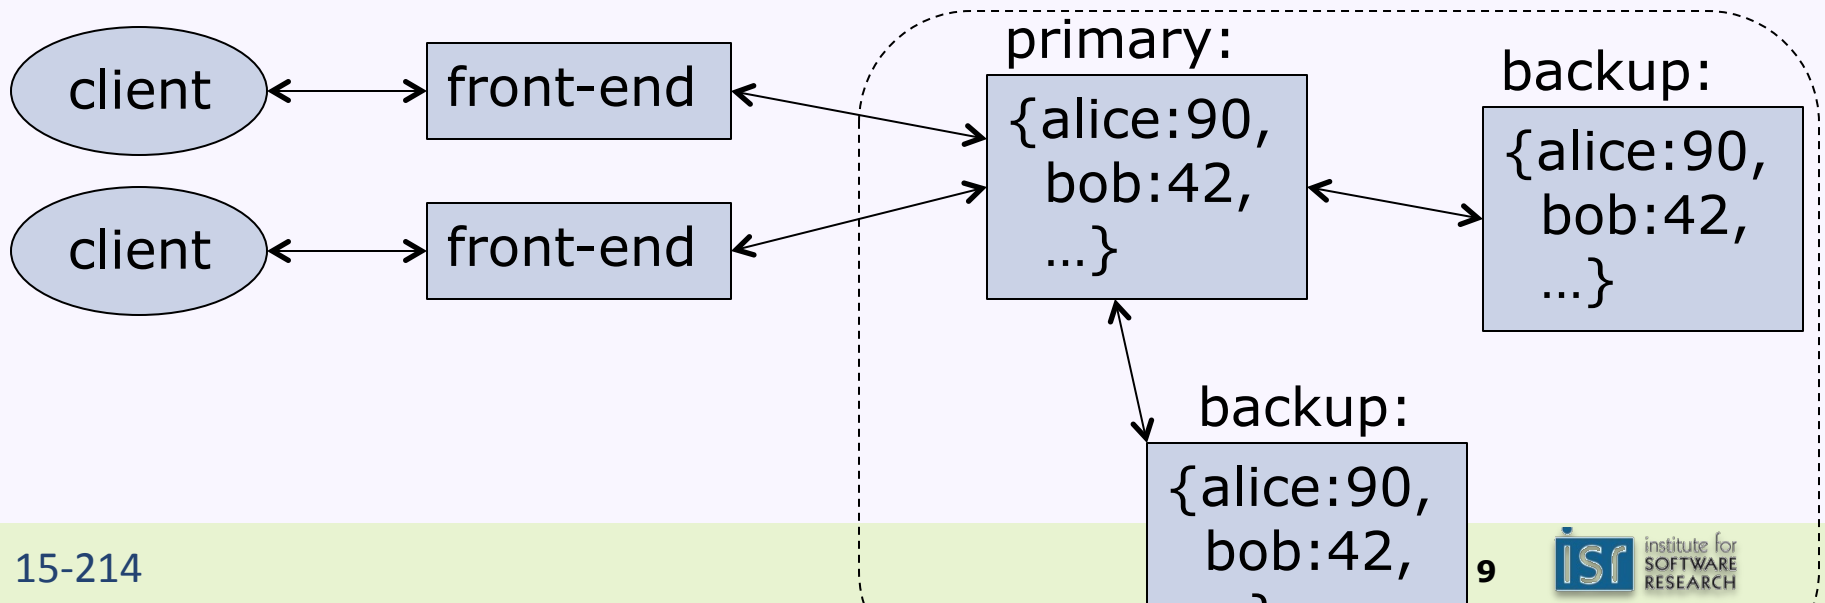 client
front-end
client
front-end
primary:
{alice:90,
bob:42,
…}
backup:
{alice:90,
bob:42,
…}
backup:
{alice:90,
bob:42,
15-214
9
isr
institute for
SOFTWARE
RESEARCH